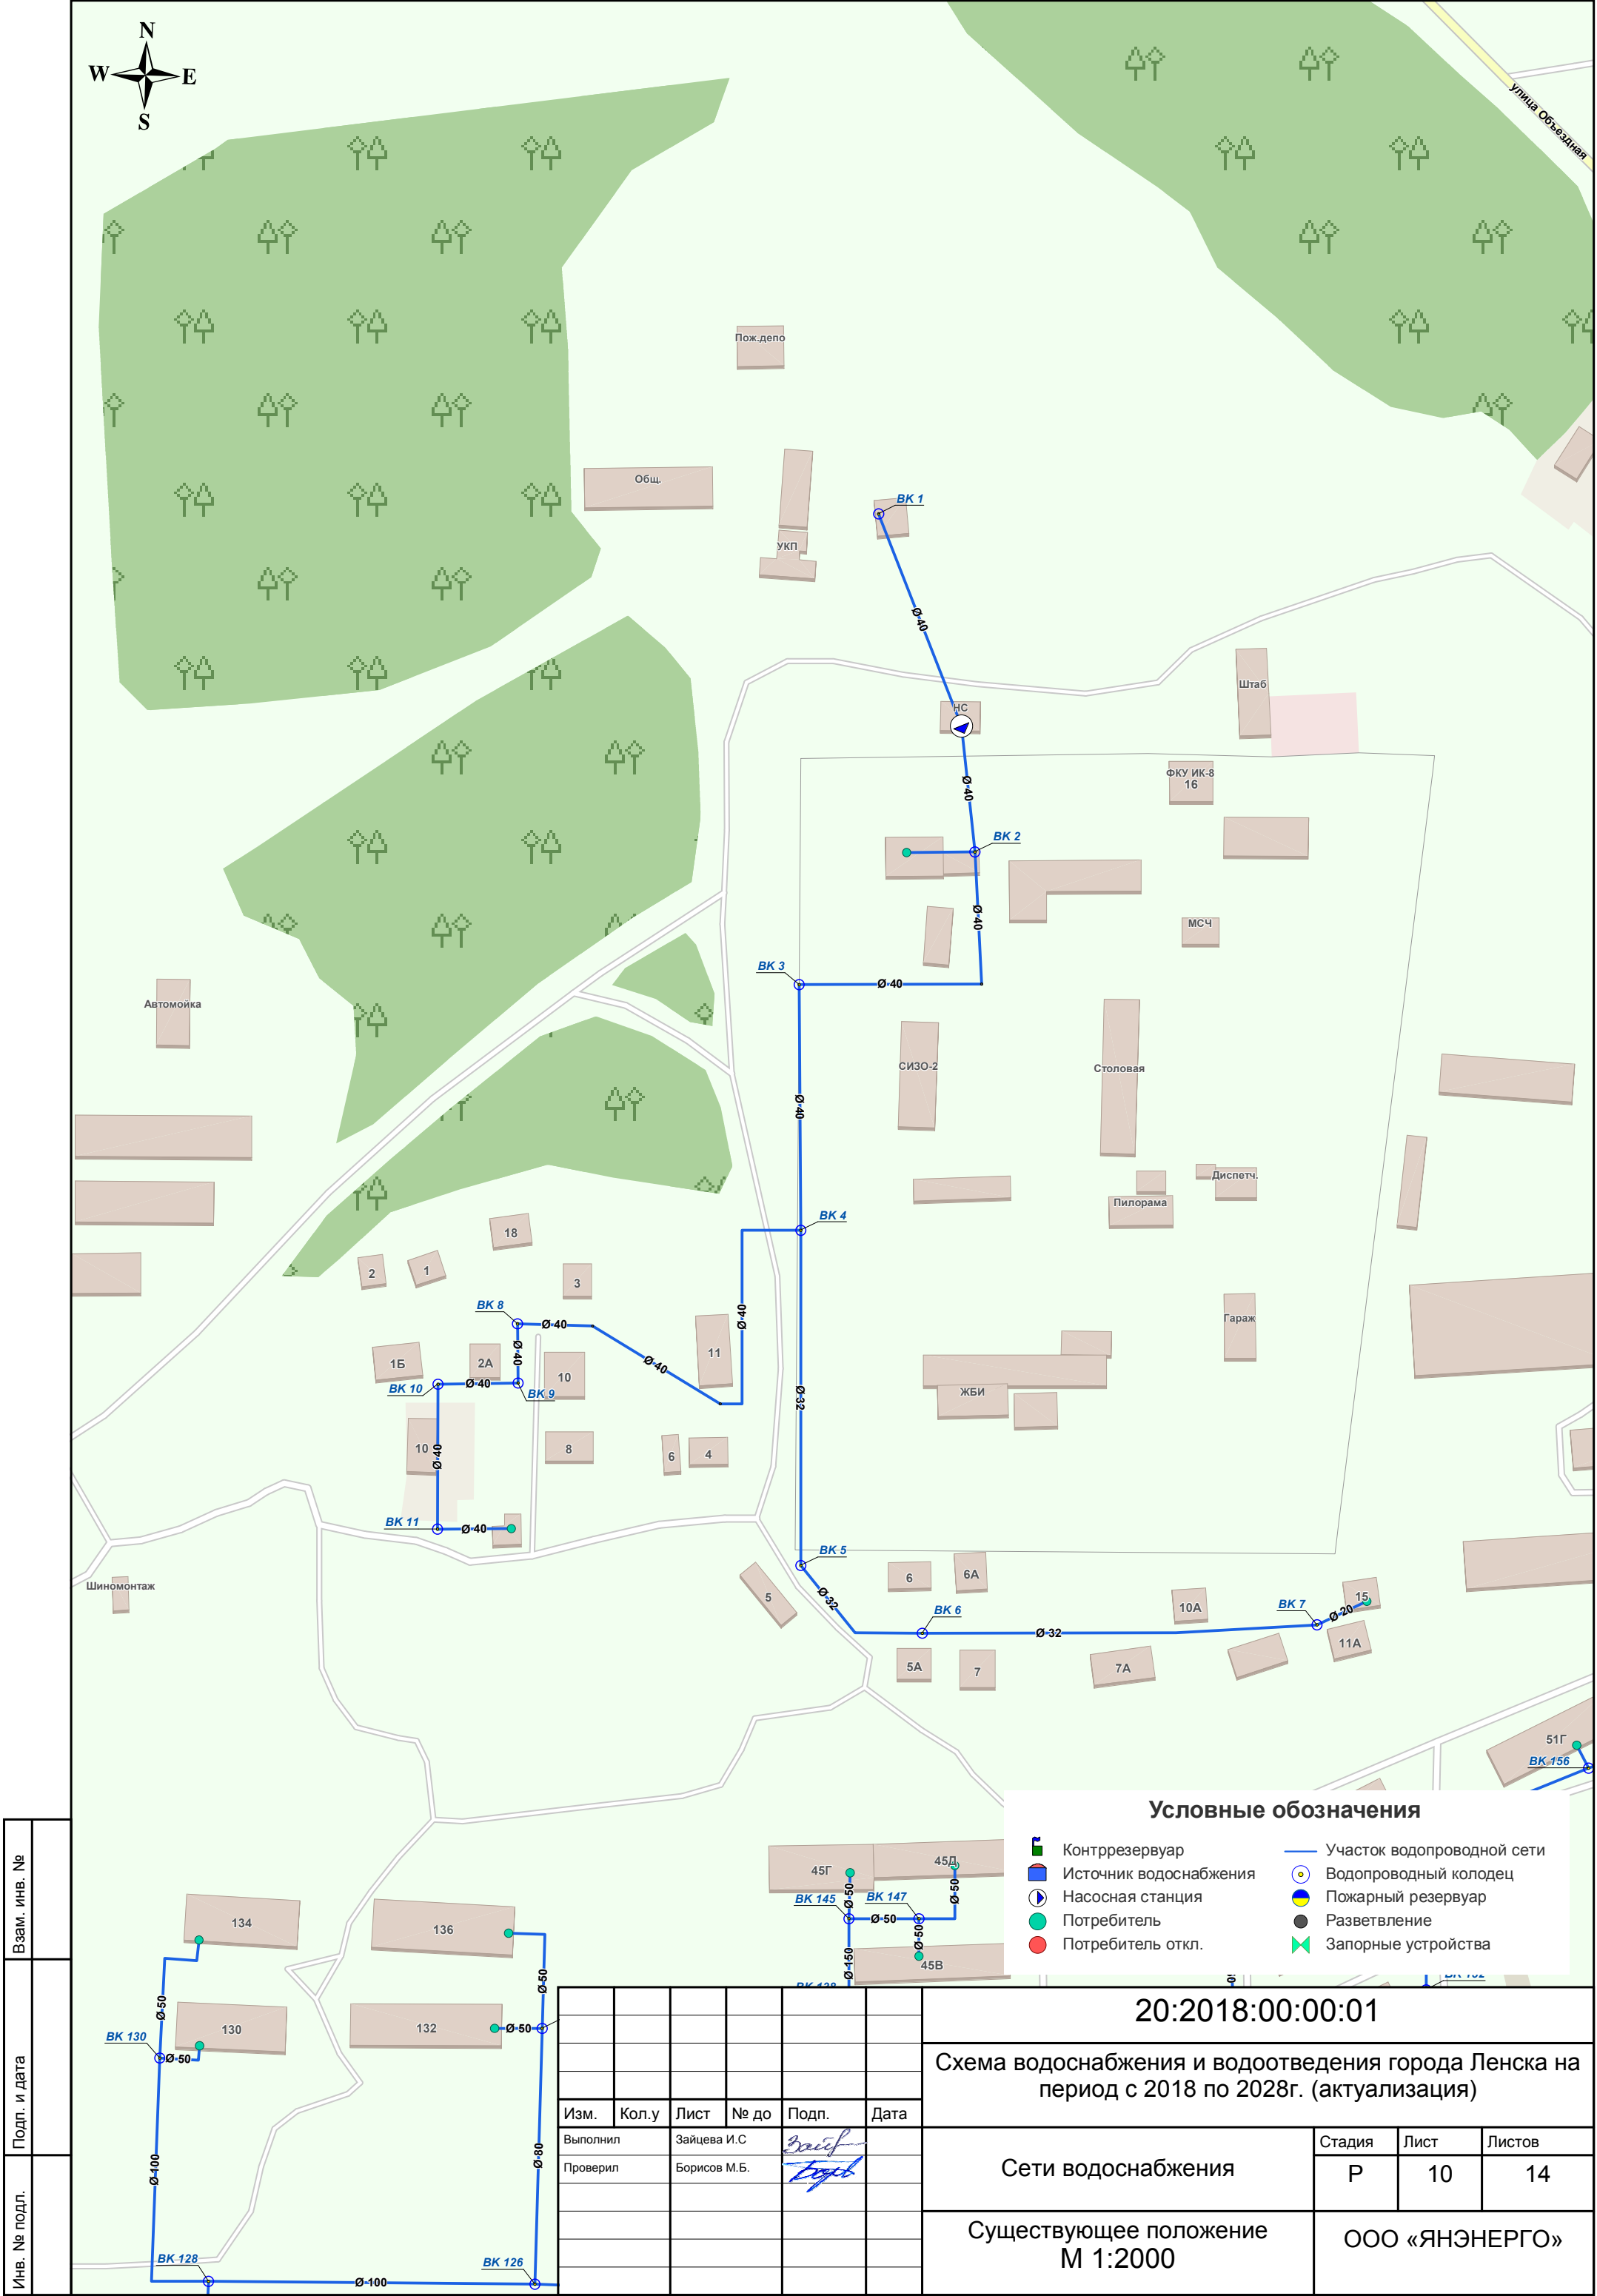 N
W E
S
улица Объездная
Пож.депо
Общ.
ВК 1
УКП
Ø 40
Штаб
НС
ФКУ ИК-8
16
Ø 40
ВК 2
Ø 40
МСЧ
ВК 3
Ø 40
Автомойка
СИЗО-2
Столовая
Ø 40
Диспетч.
Пилорама
ВК 4
18
2
1
3
ВК 8
Ø 40
Ø 40
Гараж
1Б
2А
Ø 40
10
Ø 40
11
ВК 10
Ø 40
ВК 9
Ø 32
ЖБИ
10
Ø 40
8
6
4
ВК 11
Ø 40
ВК 5
6
6А
Шиномонтаж
5
Ø 32
10А
15
ВК 6
ВК 7
Ø 20
Ø 32
11А
5А
7
7А
51Г
ВК 156
Условные обозначения
Контррезервуар
Источник водоснабжения
Насосная станция
Потребитель
Потребитель откл.
Участок водопроводной сети
Водопроводный колодец
Пожарный резервуар
Разветвление
Запорные устройства
45Г
45Д
Ø 50
Ø 50
ВК 145
ВК 147
Ø 50
Ø 50
45В
Ø 150
134
136
Ø 50
Ø 50
130
132
Ø 50
ВК 130
Ø 50
Ø 100
Ø 80
ВК 128
ВК 126
Ø 100
Взам. инв. №
Подп. и дата
Инв. № подл.
20:2018:00:00:01
Схема водоснабжения и водоотведения города Ленска на
период с 2018 по 2028г. (актуализация)
Изм. Кол.у Лист № до Подп. Дата
Выполнил Зайцева И.С
Проверил Борисов М.Б.
Сети водоснабжения
Стадия Лист Листов
Р 10 14
Существующее положение
М 1:2000
ООО «ЯНЭНЕРГО»